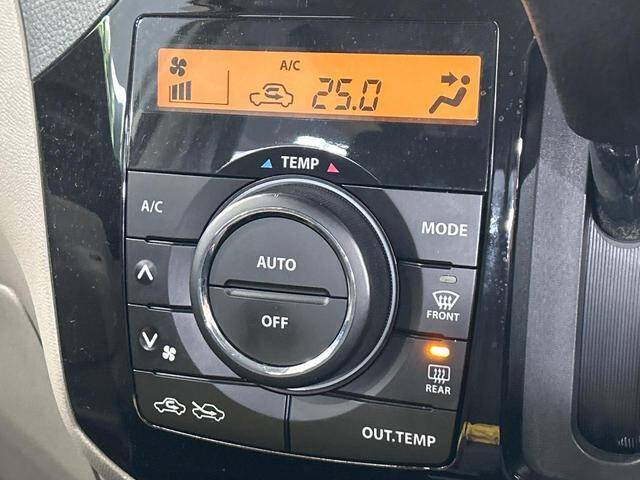 A/C
25.0
TEMP
A/C
MODE
AUTO
OFF
FRONT
REAR
OUT.TEMP